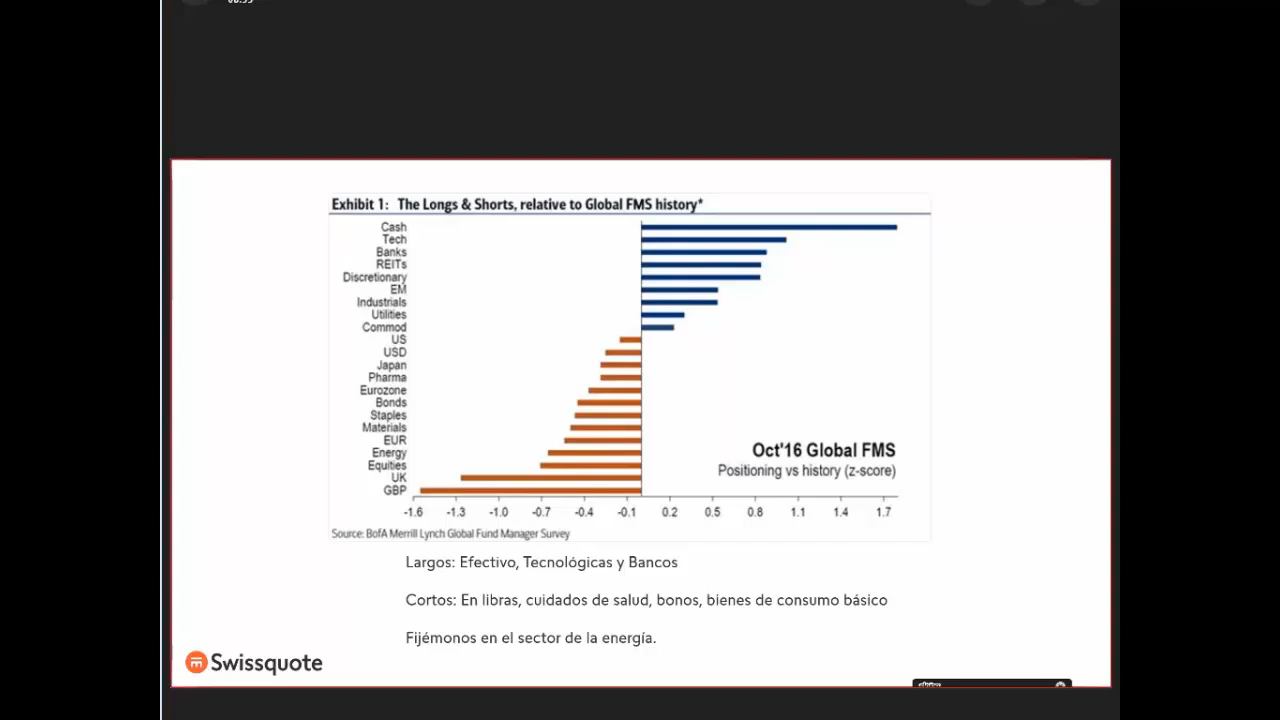 Exhibit 1: The Longs & Shorts, relative to Global FMS history*
Cash
Tech
Banks
REITs
Discretionary
EM
Industrials
Utilities
Commod
US
USD
Japan
Pharma
Eurozone
Bonds
Staples
Materials
EUR
Energy
Equities
UK
GBP
Oct'16 Global FMS
Positioning vs history (z-score)
-1.6 -1.3 -1.0 -0.7 -0.4 -0.1 0.2 0.5 0.8 1.1 1.4 1.7
Source: BofA Merrill Lynch Global Fund Manager Survey
Largos: Efectivo, Tecnológicas y Bancos
Cortos: En libras, cuidados de salud, bonos, bienes de consumo básico
Fijémonos en el sector de la energía.
Swissquote